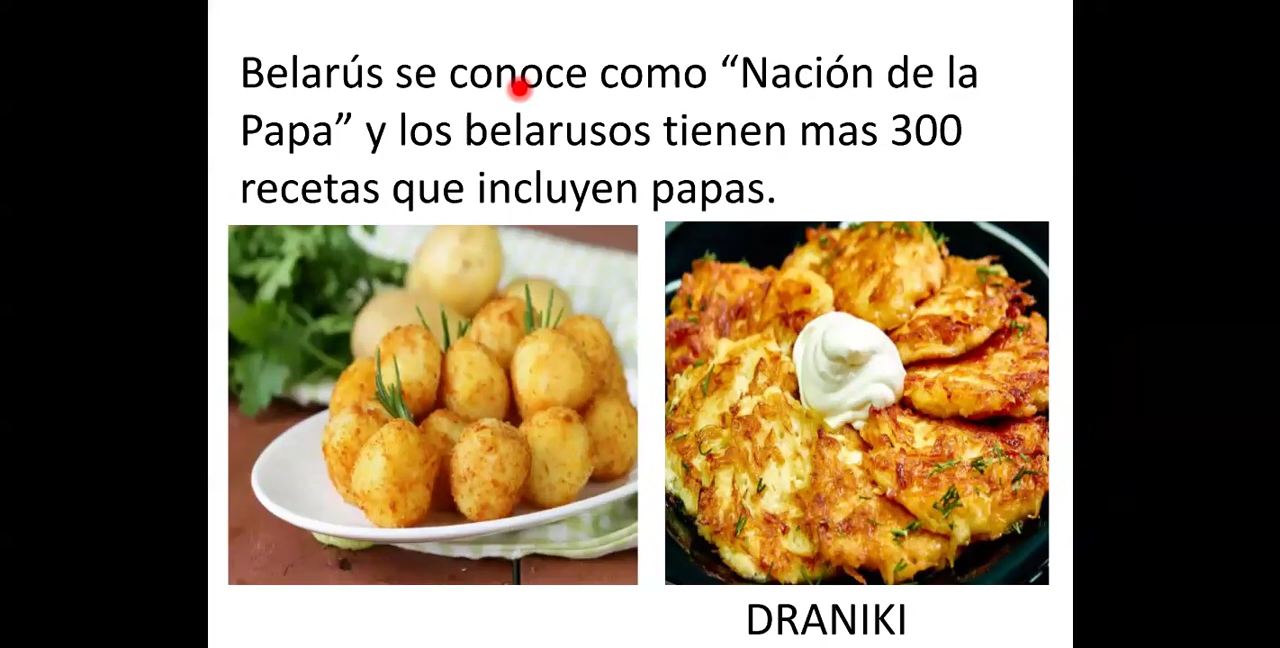 Belarús se conoce como “Nación de la
Papa” y los belarusos tienen mas 300
recetas que incluyen papas.
DRANIKI